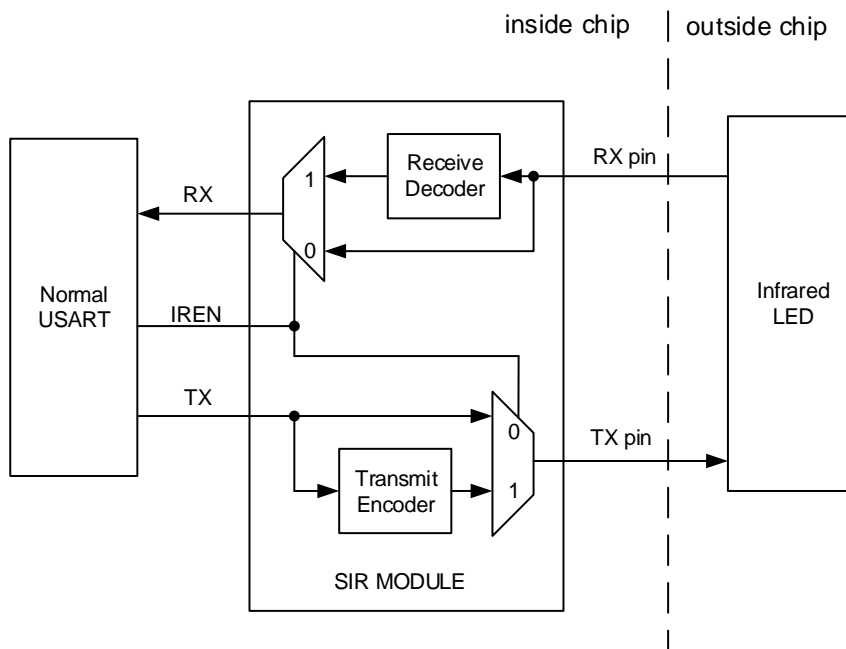 inside chip
outside chip
Normal
USART
RX
IREN
TX
1
0
Receive
Decoder
0
1
Transmit
Encoder
SIR MODULE
RX pin
TX pin
Infrared
LED